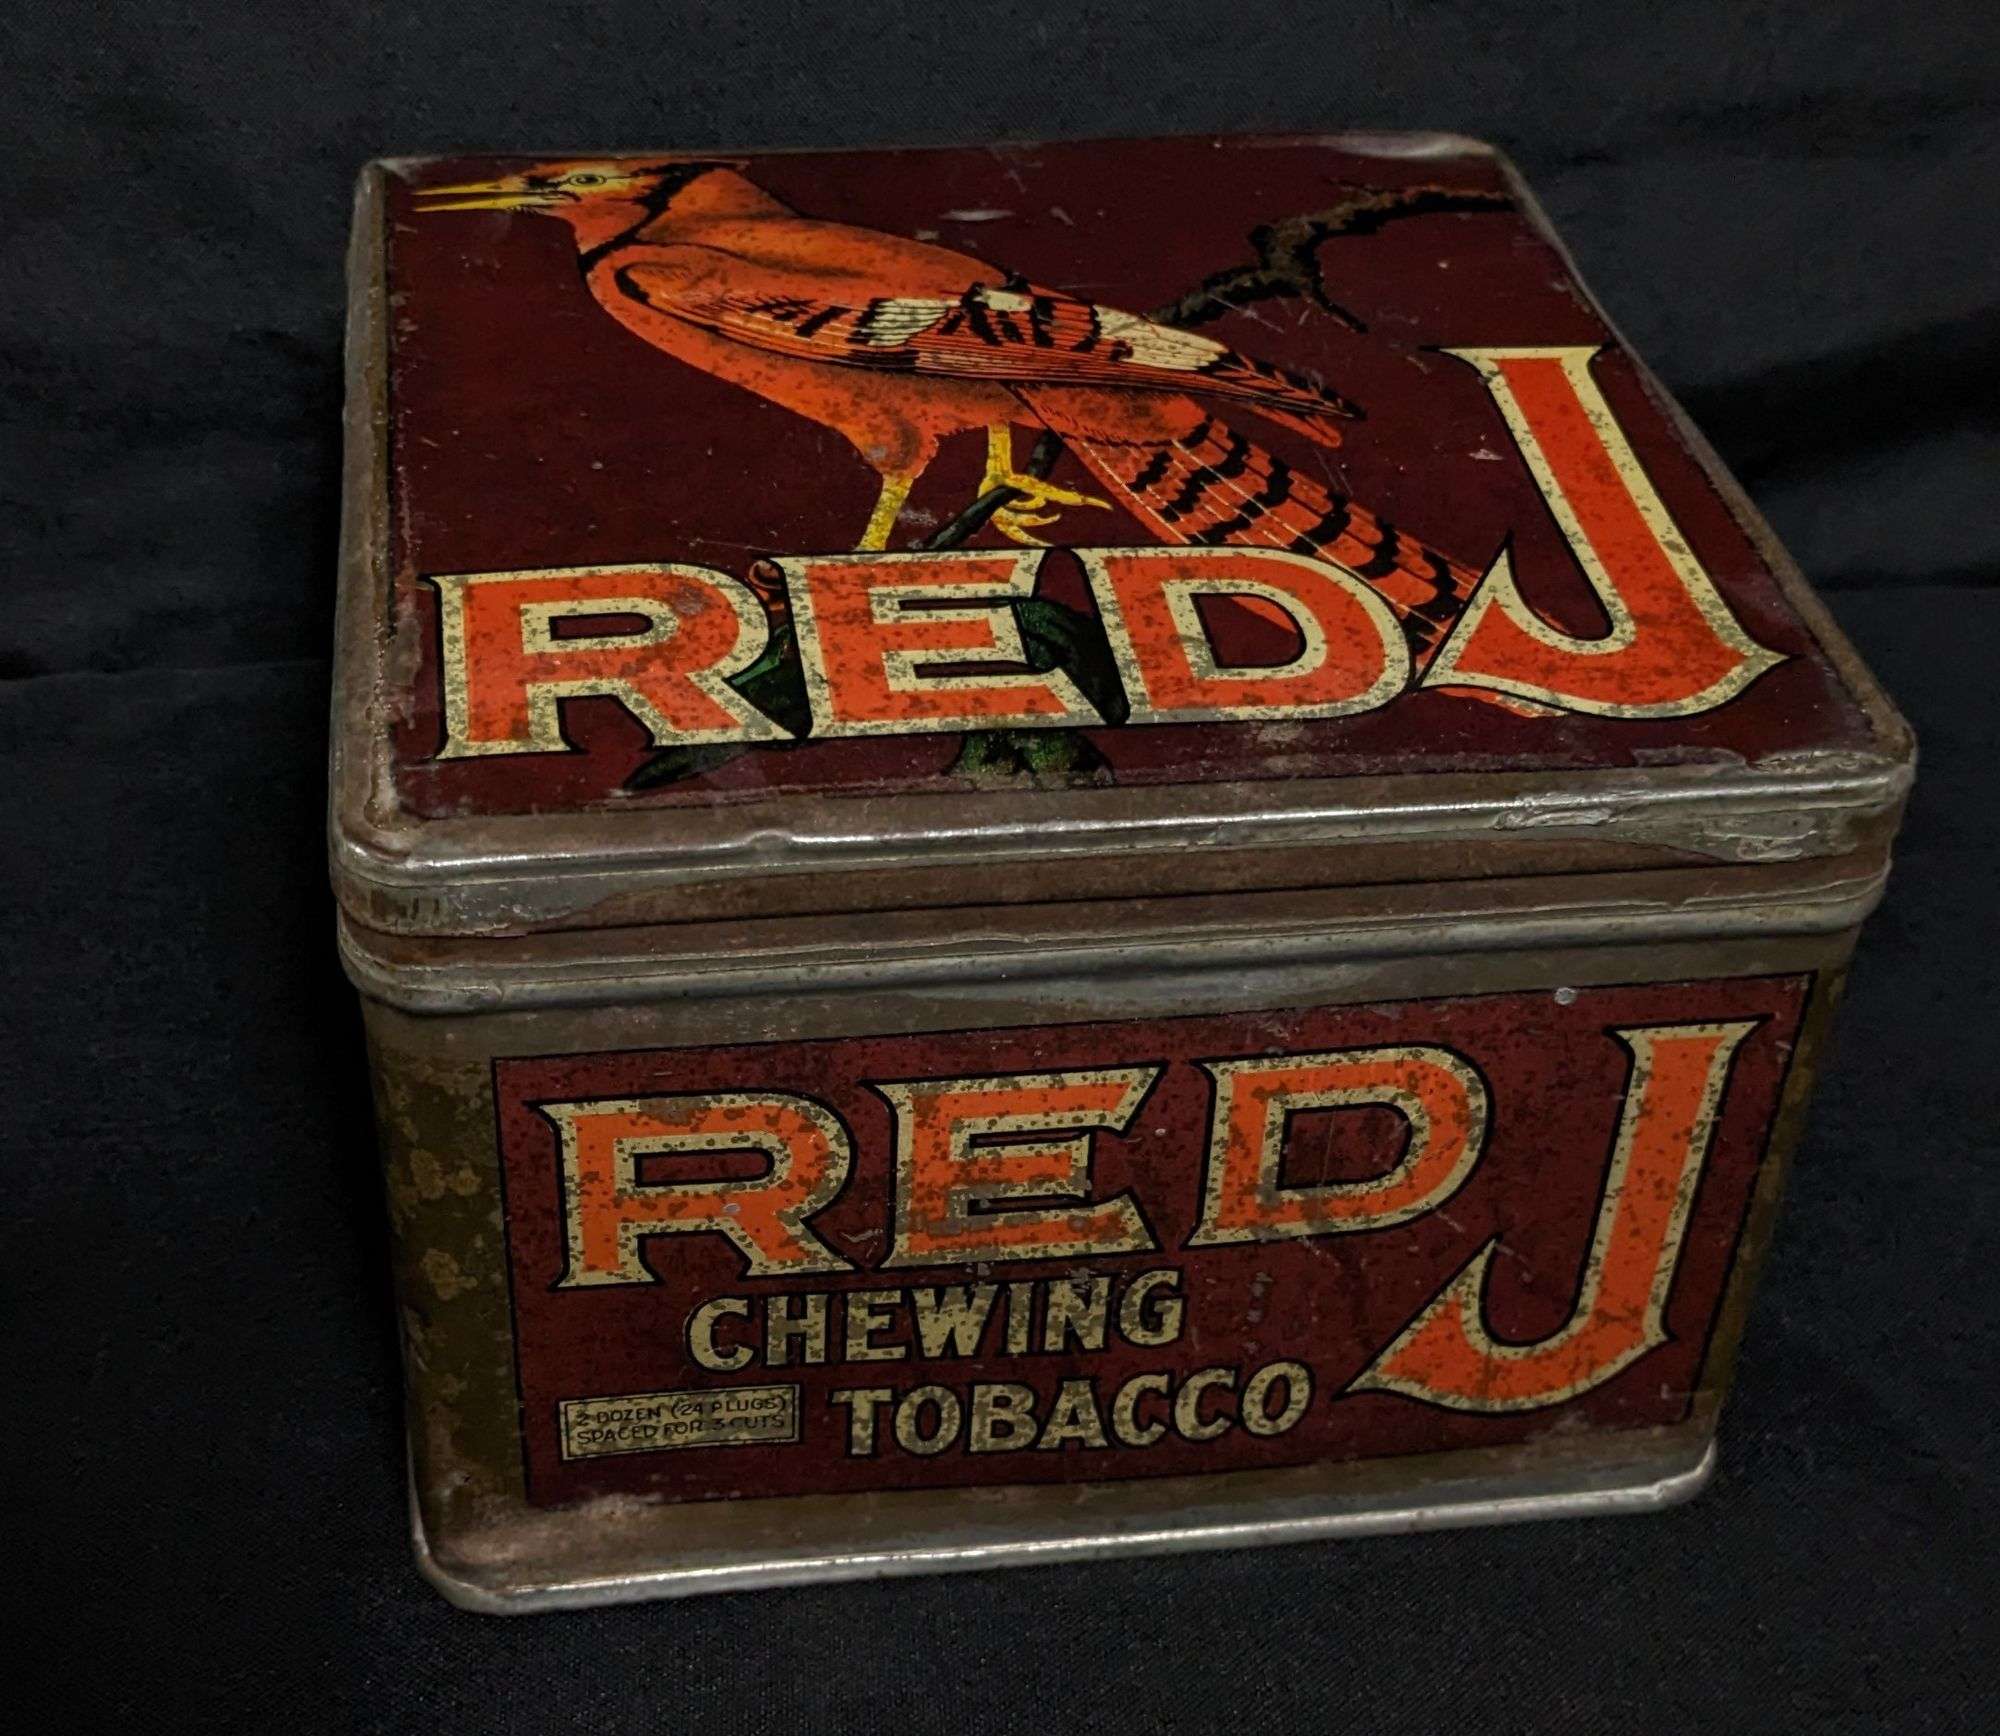 RED J
RED J
CHEWING
TOBACCO
2 DOZEN (24 PLUGS)
SPACED FOR 3 CUTS